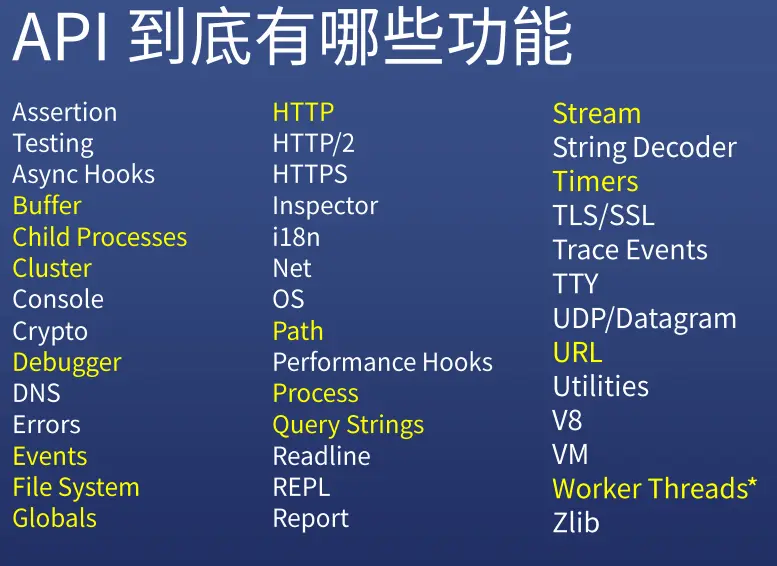 API 到底有哪些功能
Assertion
Testing
Async Hooks
Buffer
Child Processes
Cluster
Console
Crypto
Debugger
DNS
Errors
Events
File System
Globals
HTTP
HTTP/2
HTTPS
Inspector
i18n
Net
OS
Path
Performance Hooks
Process
Query Strings
Readline
REPL
Report
Stream
String Decoder
Timers
TLS/SSL
Trace Events
TTY
UDP/Datagram
URL
Utilities
V8
VM
Worker Threads*
Zlib